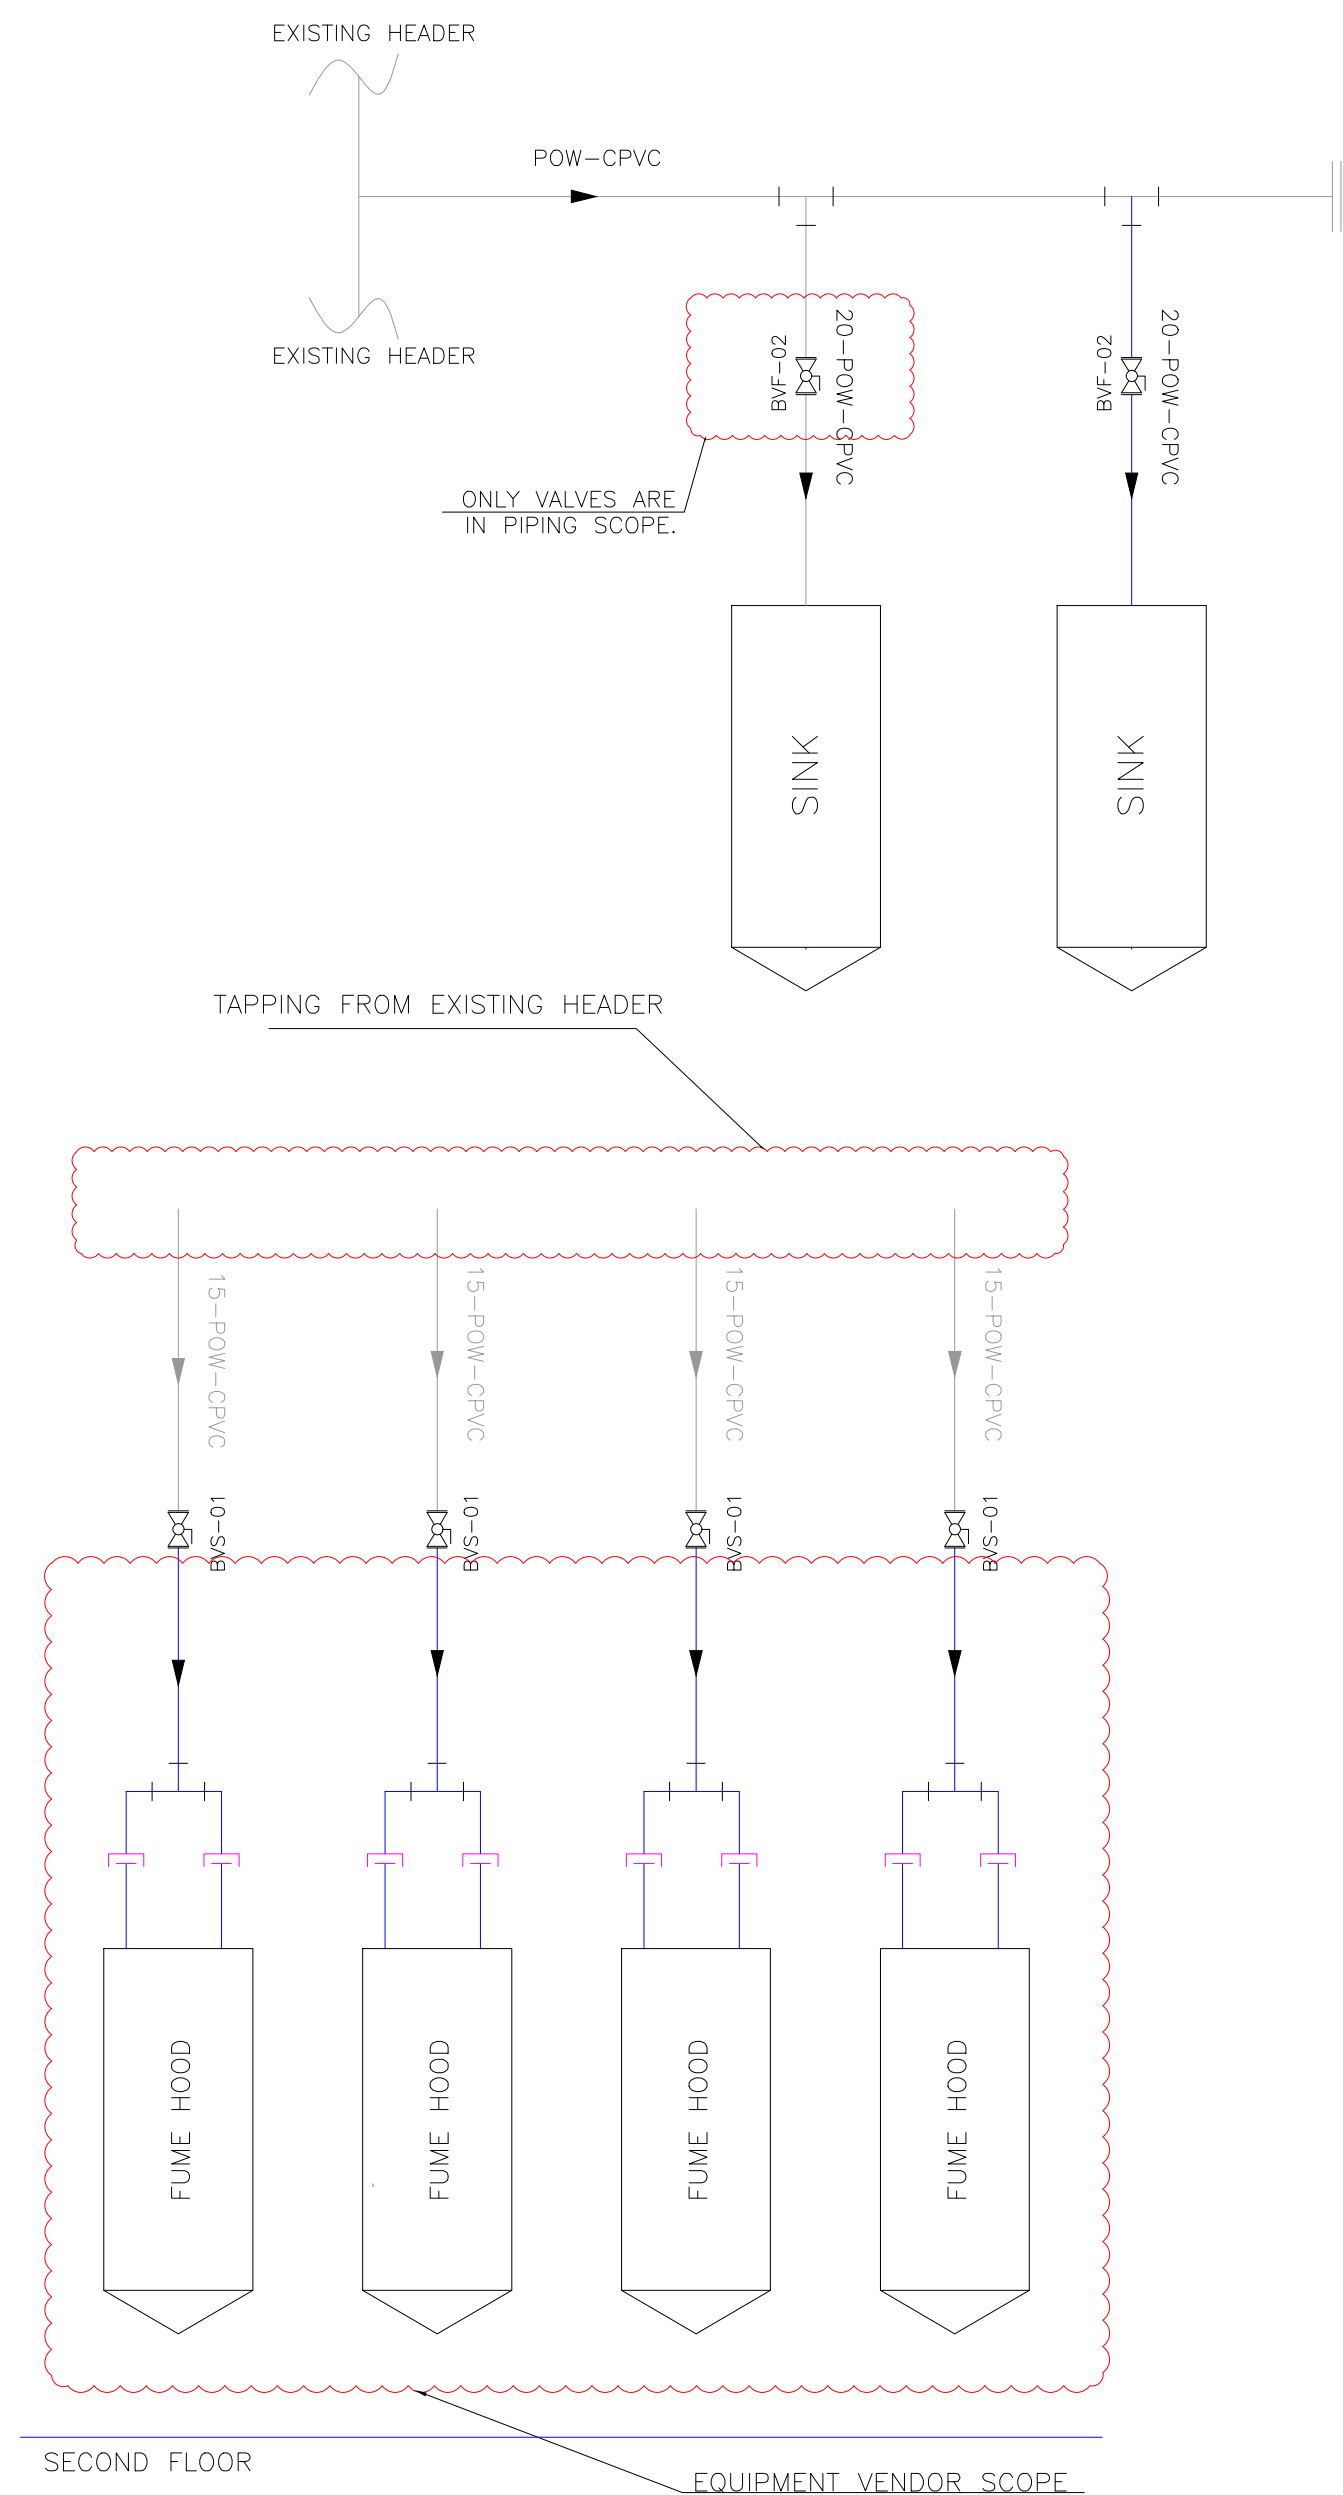 EXISTING HEADER
POW-CPVC
EXISTING HEADER
BVF-02
20-POW-CPVC
BVF-02
20-POW-CPVC
ONLY VALVES ARE
IN PIPING SCOPE.
SINK
SINK
TAPPING FROM EXISTING HEADER
15-POW-CPVC
15-POW-CPVC
15-POW-CPVC
15-POW-CPVC
BVS-01
BVS-01
BVS-01
BVS-01
FUME HOOD
FUME HOOD
FUME HOOD
FUME HOOD
SECOND FLOOR
EQUIPMENT VENDOR SCOPE